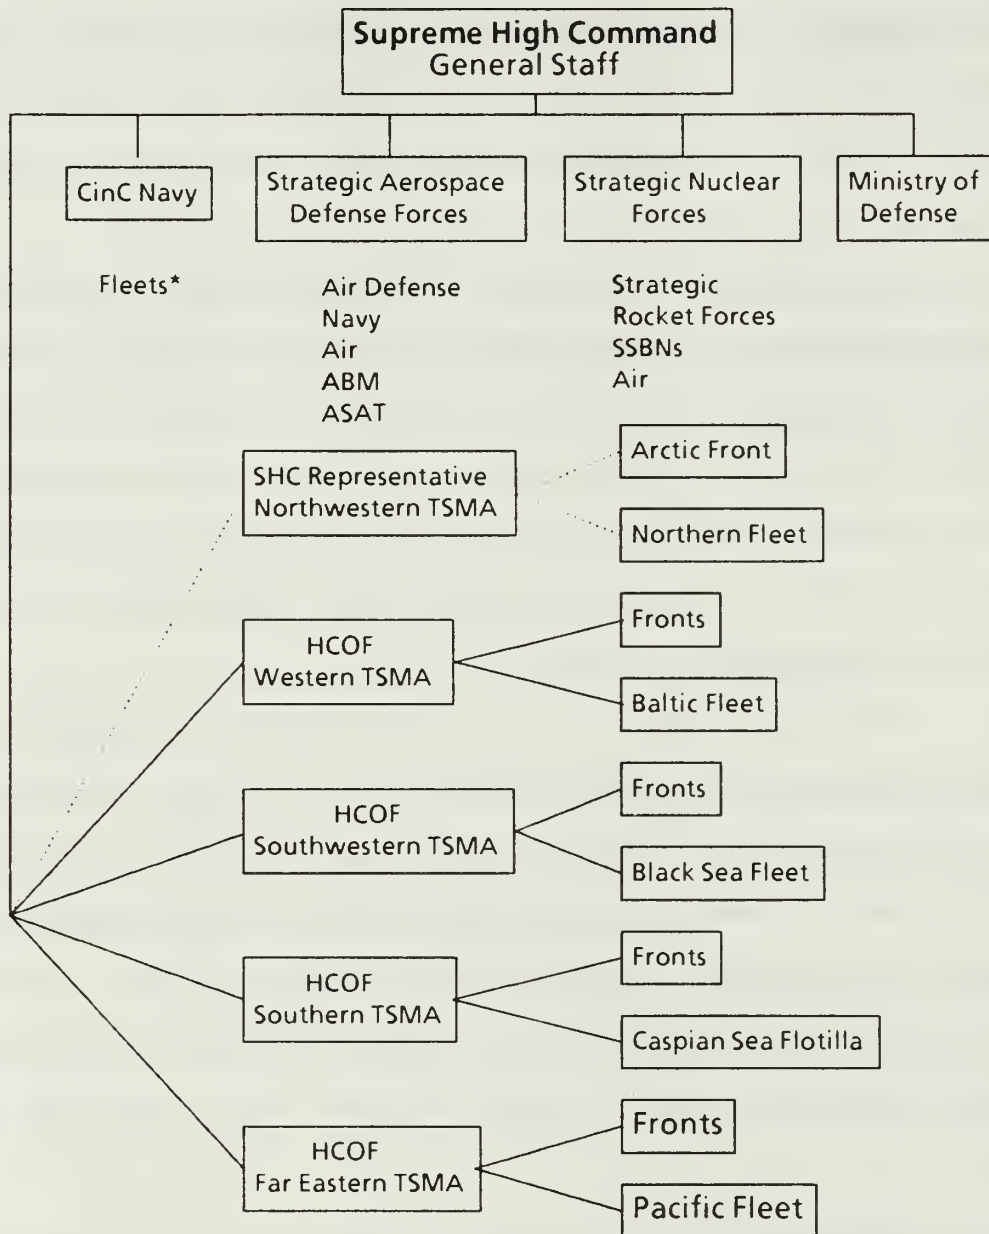 Supreme High Command
General Staff
CinC Navy
Strategic Aerospace
Defense Forces
Strategic Nuclear
Forces
Ministry of
Defense
Fleets*
Air Defense
Navy
Air
ABM
ASAT
Strategic
Rocket Forces
SSBNs
Air
SHC Representative
Northwestern TSMA
Arctic Front
Northern Fleet
HCOF
Western TSMA
Fronts
Baltic Fleet
HCOF
Southwestern TSMA
Fronts
Black Sea Fleet
HCOF
Southern TSMA
Fronts
Caspian Sea Flotilla
HCOF
Far Eastern TSMA
Fronts
Pacific Fleet